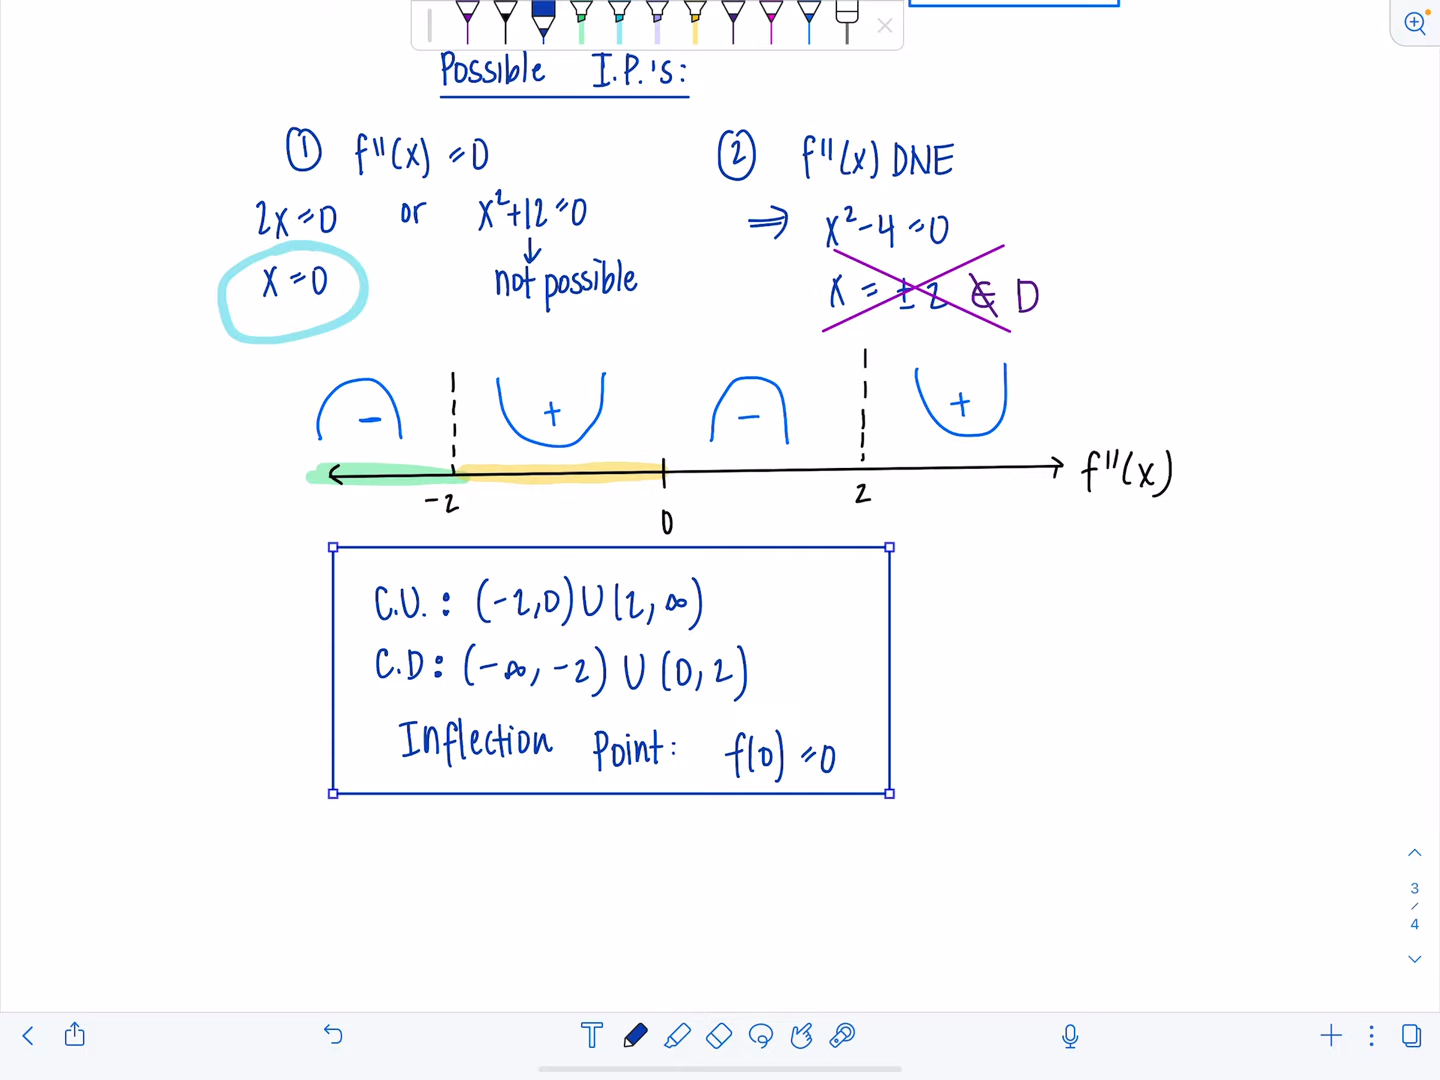 Possible I.P.'s:
① f''(x) = 0
② f''(x) DNE
2x = 0 or x² + 12 = 0
⇒ x² - 4 = 0
x = 0
not possible
x = ± 2 ∉ D
- + - +
-2 0 2 f''(x)
C.U. : (-2, 0) ∪ (2, ∞)
C.D : (-∞, -2) ∪ (0, 2)
Inflection Point: f(0) = 0
3
/
4
T